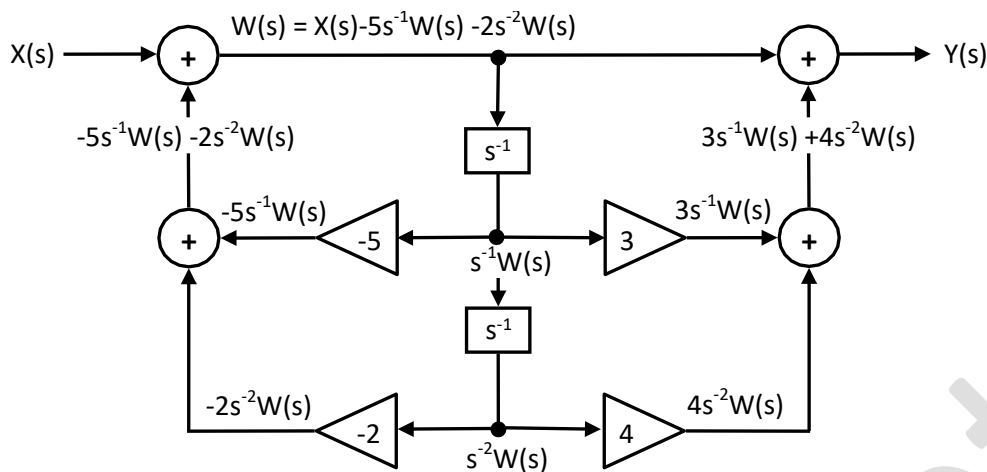 W(s) = X(s)-5s⁻¹W(s) -2s⁻²W(s)
X(s)
+
+
Y(s)
-5s⁻¹W(s) -2s⁻²W(s)
s⁻¹
3s⁻¹W(s) +4s⁻²W(s)
-5s⁻¹W(s)
3s⁻¹W(s)
+
-5
3
+
s⁻¹W(s)
s⁻¹
-2s⁻²W(s)
4s⁻²W(s)
-2
4
s⁻²W(s)